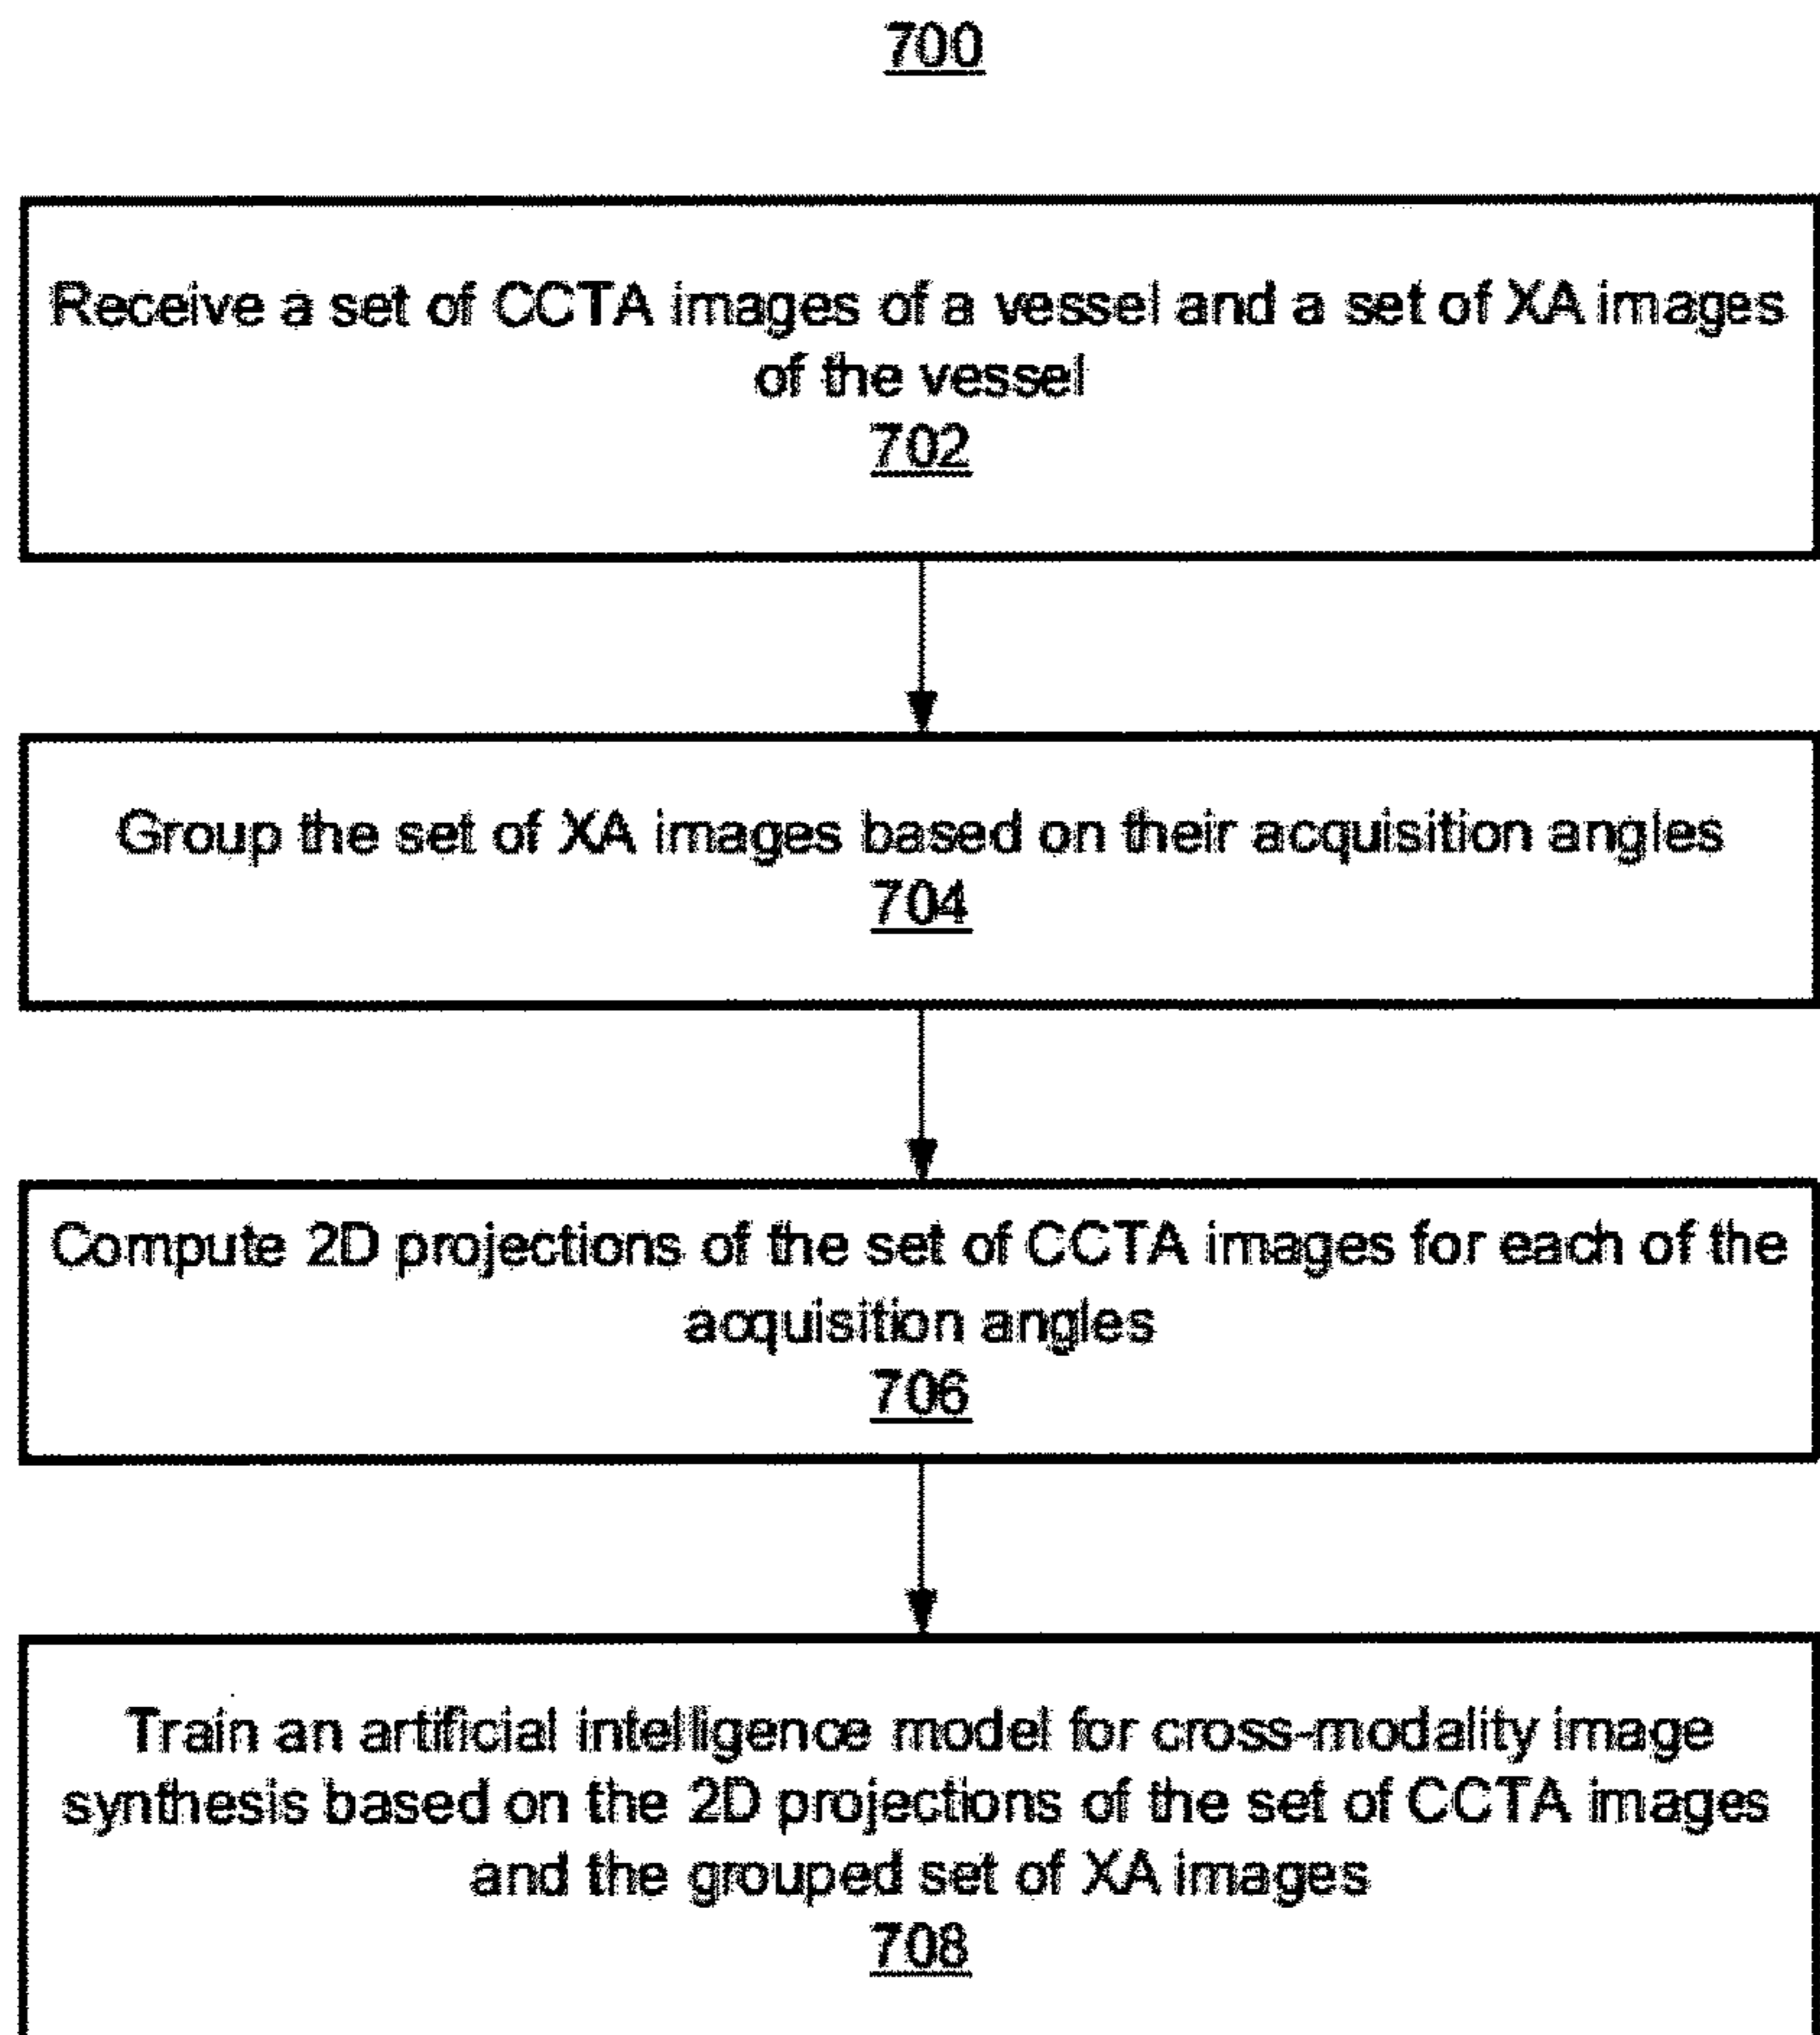 700
Receive a set of CCTA images of a vessel and a set of XA images
of the vessel
702
Group the set of XA images based on their acquisition angles
704
Compute 2D projections of the set of CCTA images for each of the
acquisition angles
706
Train an artificial intelligence model for cross-modality image
synthesis based on the 2D projections of the set of CCTA images
and the grouped set of XA images
708